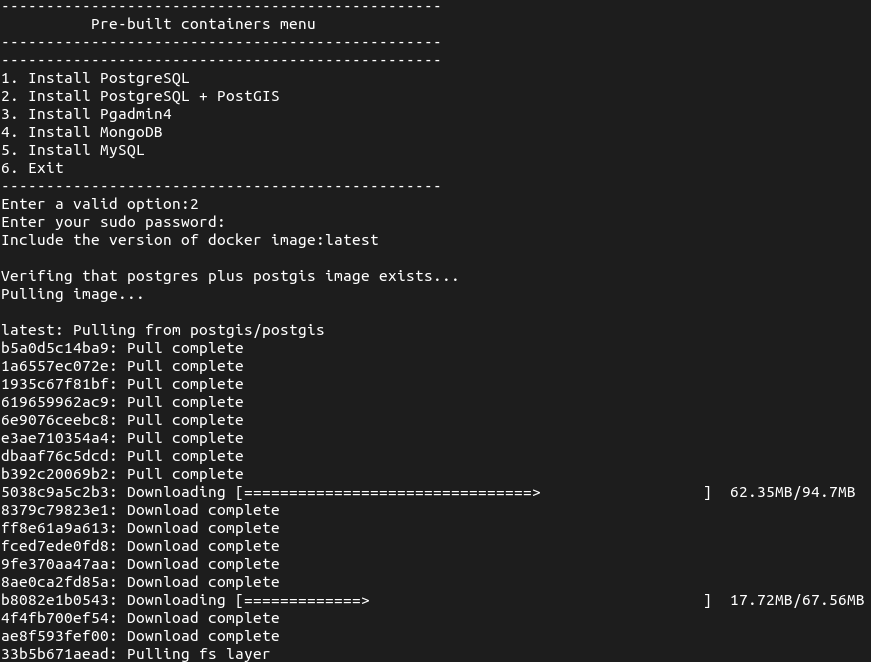 -------------------------------------------------
Pre-built containers menu
-------------------------------------------------
-------------------------------------------------
1. Install PostgreSQL
2. Install PostgreSQL + PostGIS
3. Install Pgadmin4
4. Install MongoDB
5. Install MySQL
6. Exit
-------------------------------------------------
Enter a valid option:2
Enter your sudo password:
Include the version of docker image:latest
Verifing that postgres plus postgis image exists...
Pulling image...
latest: Pulling from postgis/postgis
b5a0d5c14ba9: Pull complete
1a6557ec072e: Pull complete
1935c67f81bf: Pull complete
619659962ac9: Pull complete
6e9076ceebc8: Pull complete
e3ae710354a4: Pull complete
dbaaf76c5dcd: Pull complete
b392c20069b2: Pull complete
5038c9a5c2b3: Downloading [================================>                  ]  62.35MB/94.7MB
8379c79823e1: Download complete
ff8e61a9a613: Download complete
fced7ede0fd8: Download complete
9fe370aa47aa: Download complete
8ae0ca2fd85a: Download complete
b8082e1b0543: Downloading [=============>                                     ]  17.72MB/67.56MB
4f4fb700ef54: Download complete
ae8f593fef00: Download complete
33b5b671aead: Pulling fs layer